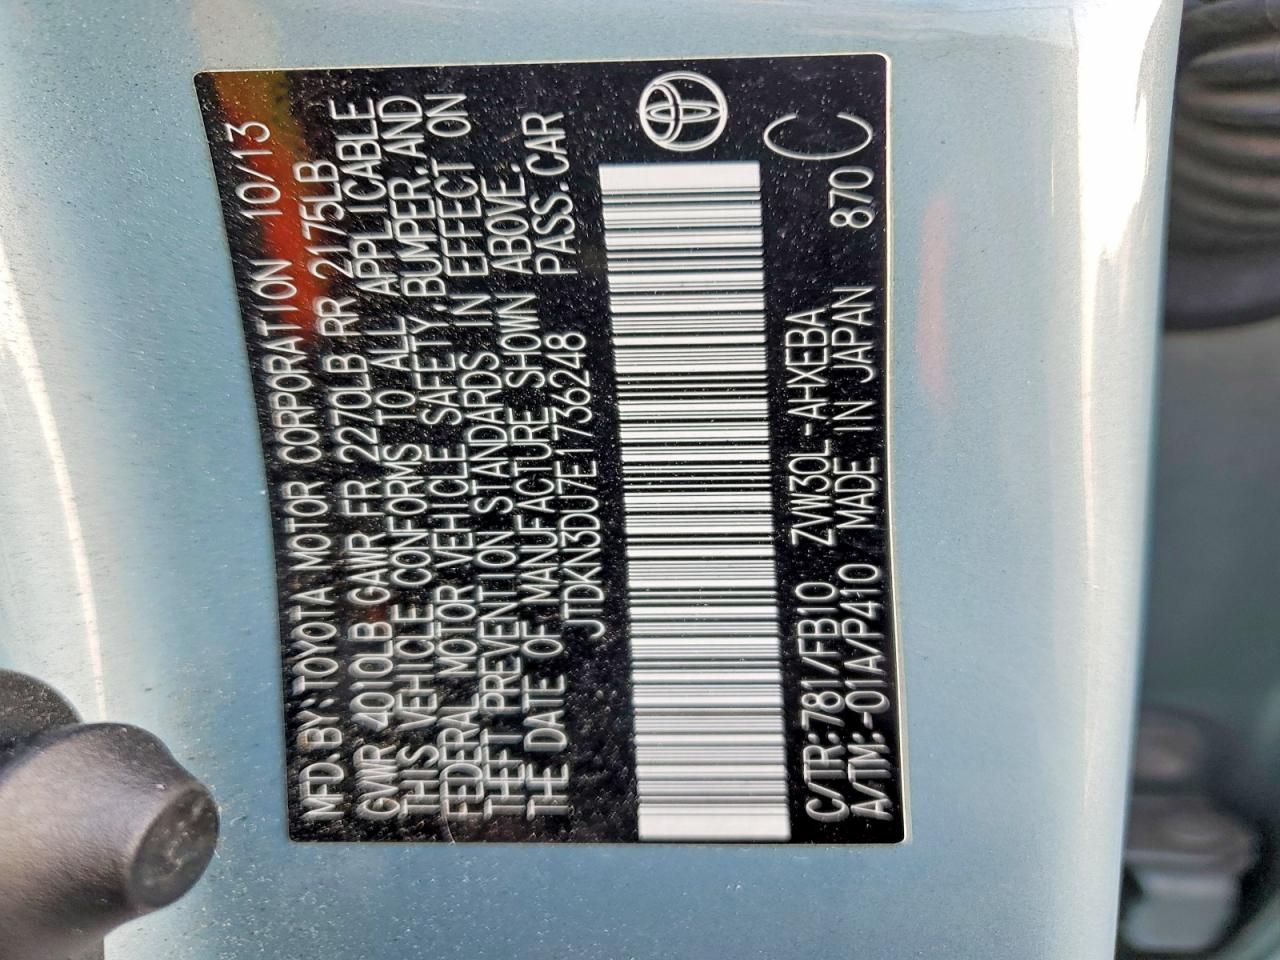 MFD.BY:TOYOTA MOTOR CORPORATION 10/13
GVWR 4010LB GAWR FR 2270LB RR 2175LB
THIS VEHICLE CONFORMS TO ALL APPLICABLE
FEDERAL MOTOR VEHICLE SAFETY,BUMPER,AND
THEFT PREVENTION STANDARDS IN EFFECT ON
THE DATE OF MANUFACTURE SHOWN ABOVE.
JTDKN3DU7E1736248 PASS.CAR
C/TR:781/FB10 ZVW30L-AHXEBA 870 C
A/TM:-01A/P410 MADE IN JAPAN